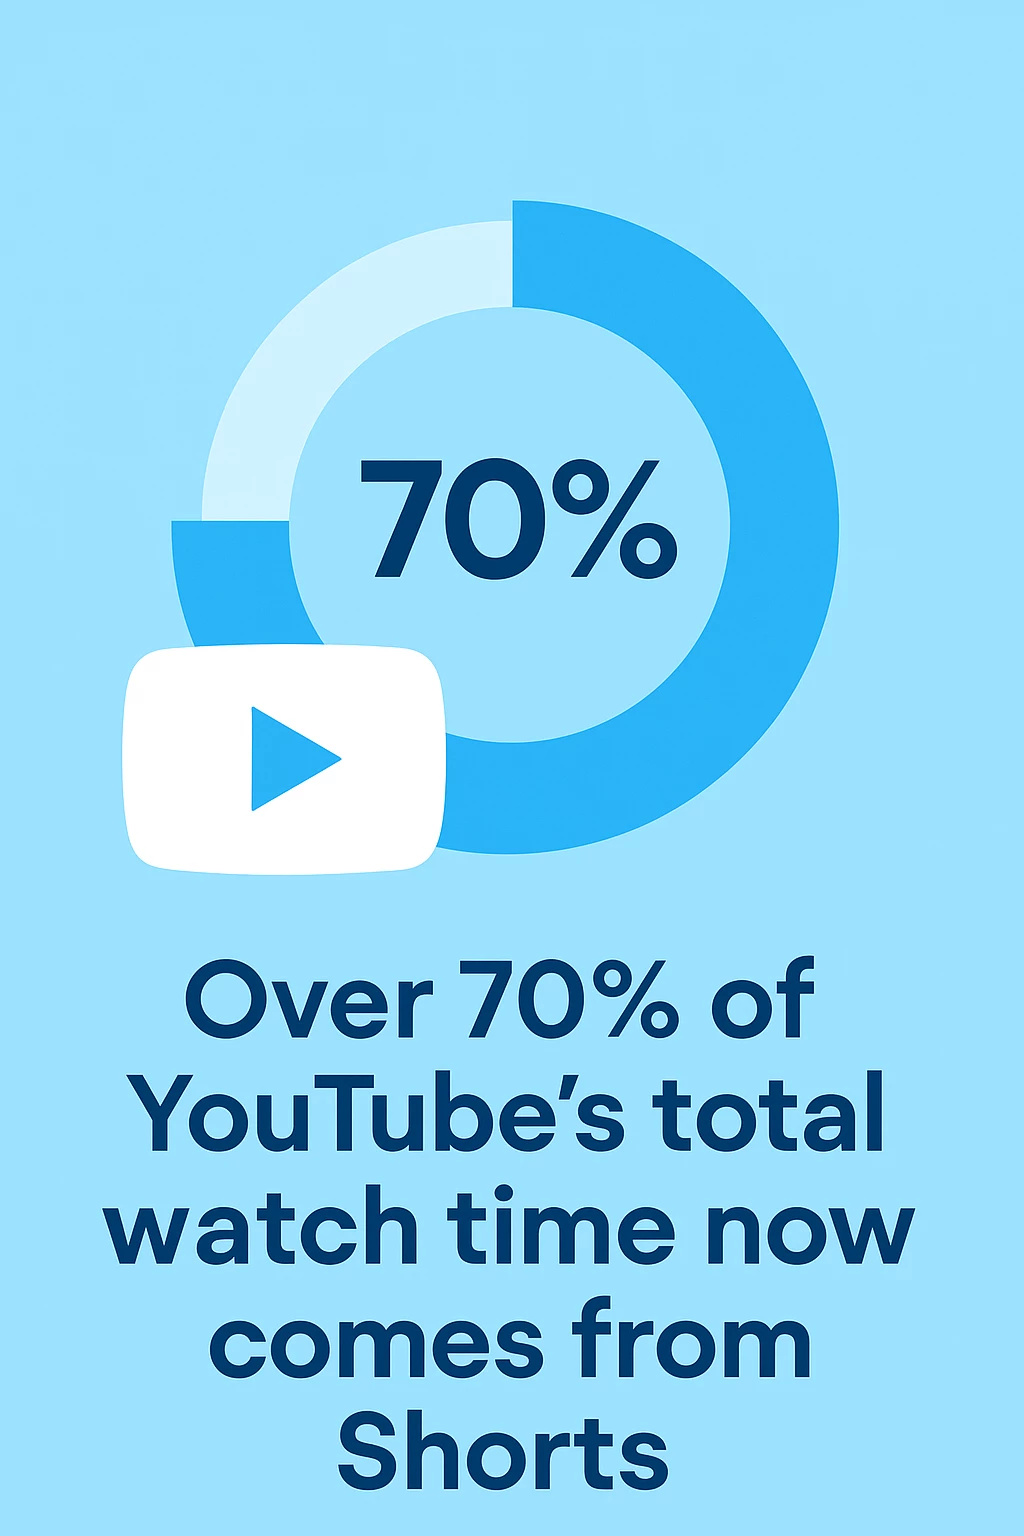 70%
Over 70% of
YouTube’s total
watch time now
comes from
Shorts